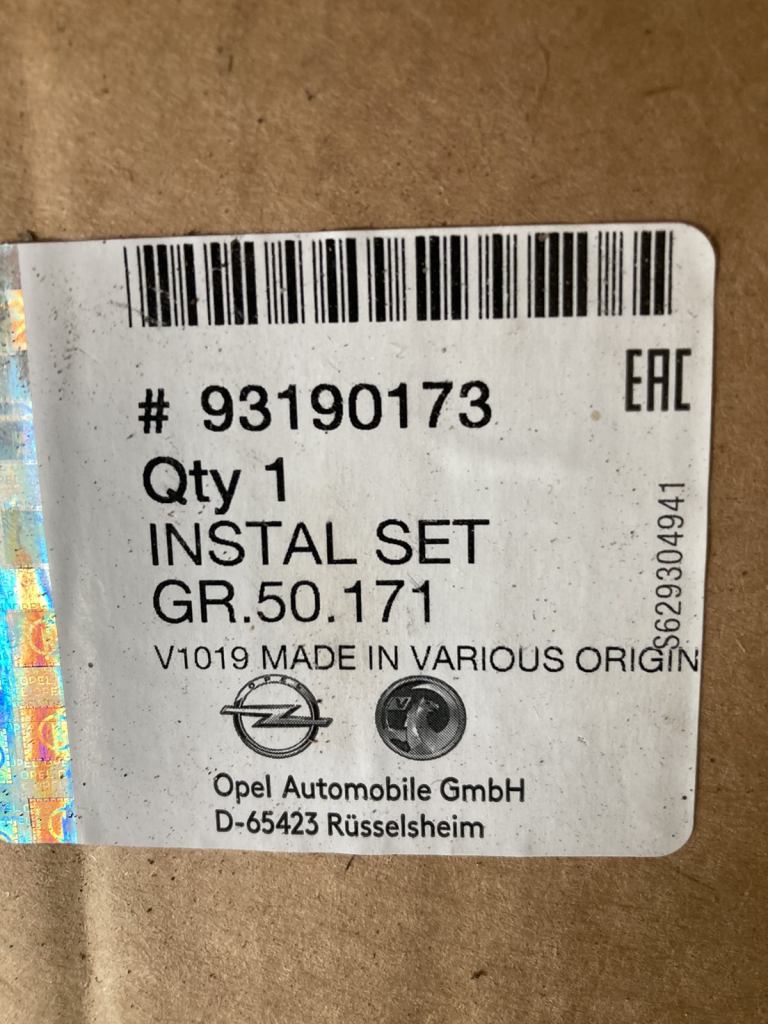 EAC
# 93190173
Qty 1
INSTAL SET
GR.50.171
S629304941
V1019 MADE IN VARIOUS ORIGIN
OPEL
V
Opel Automobile GmbH
D-65423 Rüsselsheim